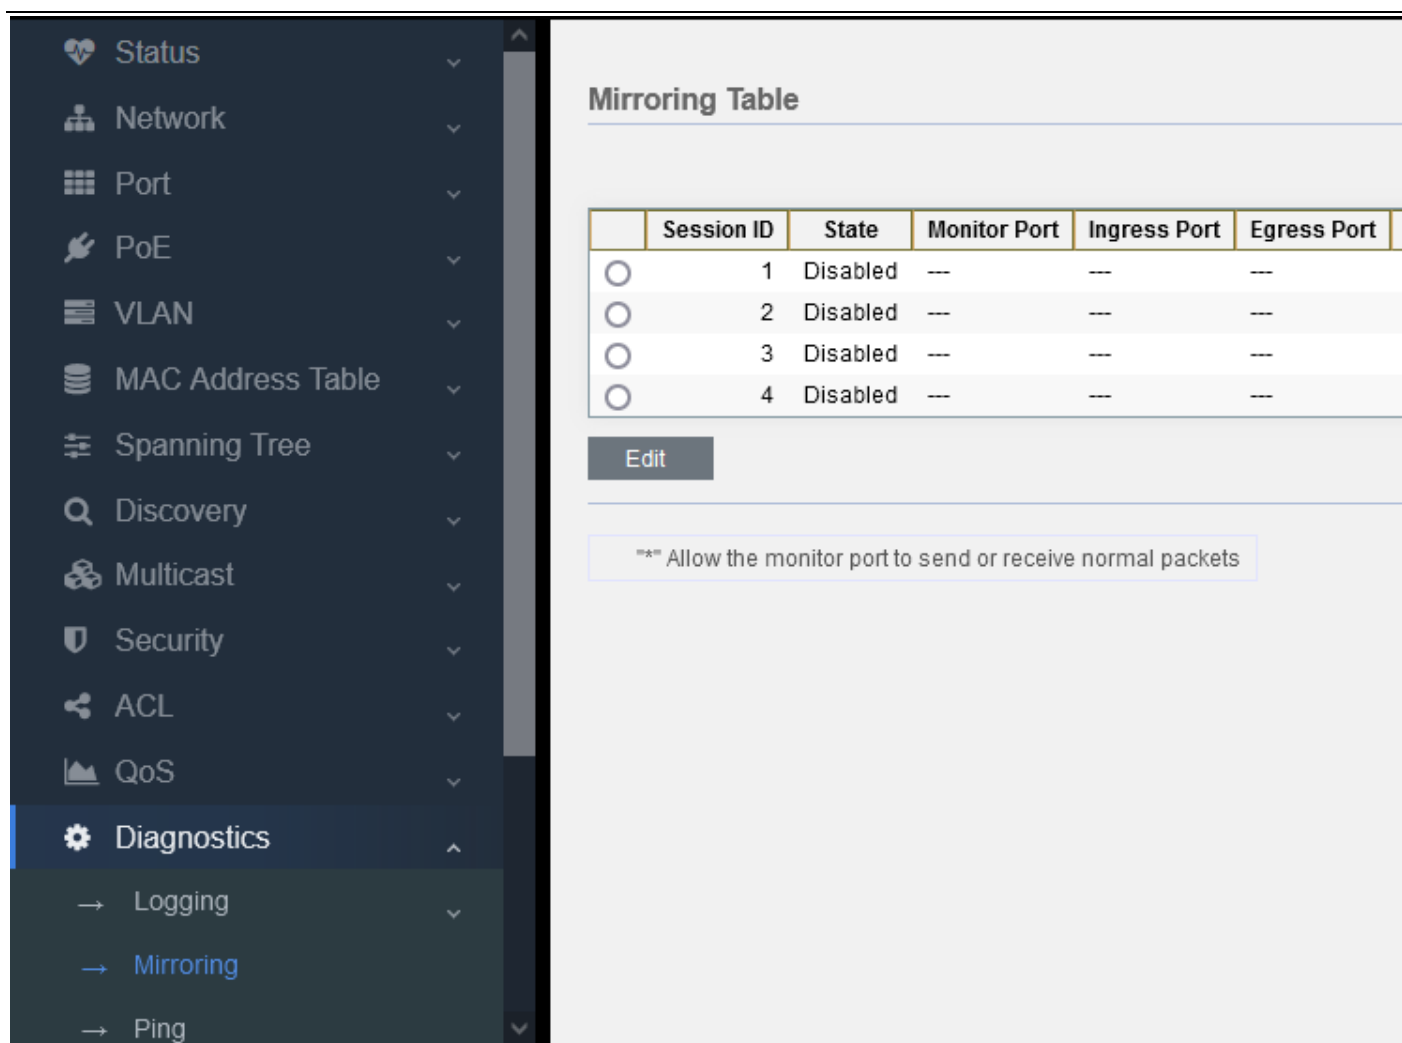 Status
Network
Port
PoE
VLAN
MAC Address Table
Spanning Tree
Discovery
Multicast
Security
ACL
QoS
Diagnostics
Logging
Mirroring
Ping
Mirroring Table
Session ID State Monitor Port Ingress Port Egress Port
1 Disabled --- --- ---
2 Disabled --- --- ---
3 Disabled --- --- ---
4 Disabled --- --- ---
Edit
"*" Allow the monitor port to send or receive normal packets